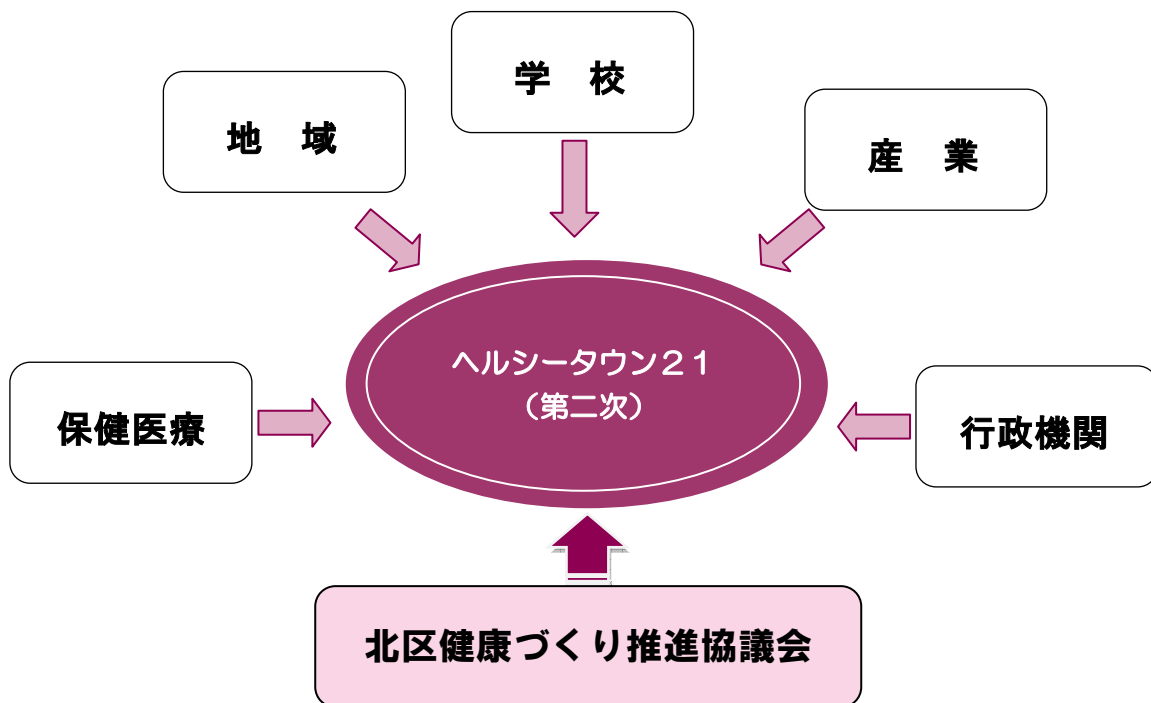 学　校
地　域
産　業
ヘルシータウン２１
（第二次）
保健医療
行政機関
北区健康づくり推進協議会